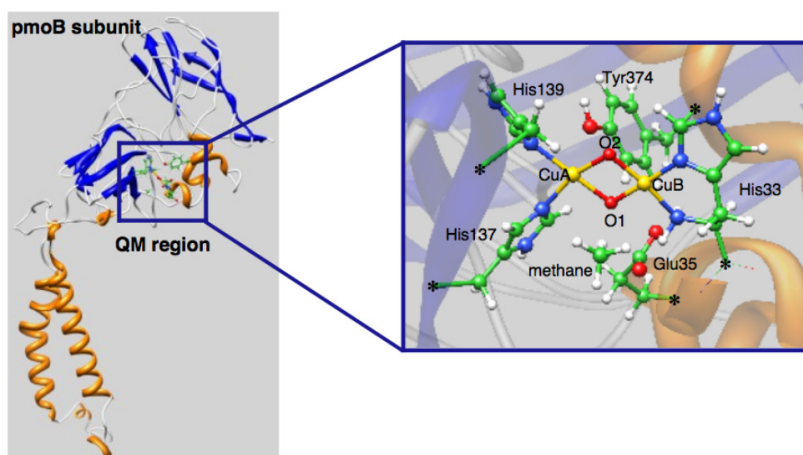 pmoB subunit
QM region
His139
Tyr374
*
O2
*
CuA
CuB
O1
His33
His137
methane
Glu35
*
*
*